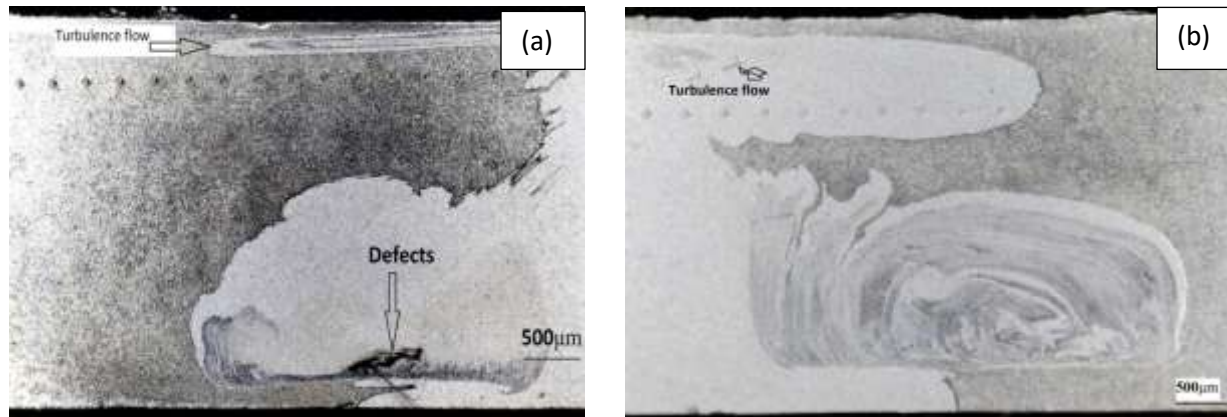 Turbulence flow
(a)
Defects
500μm
(b)
Turbulence flow
500μm